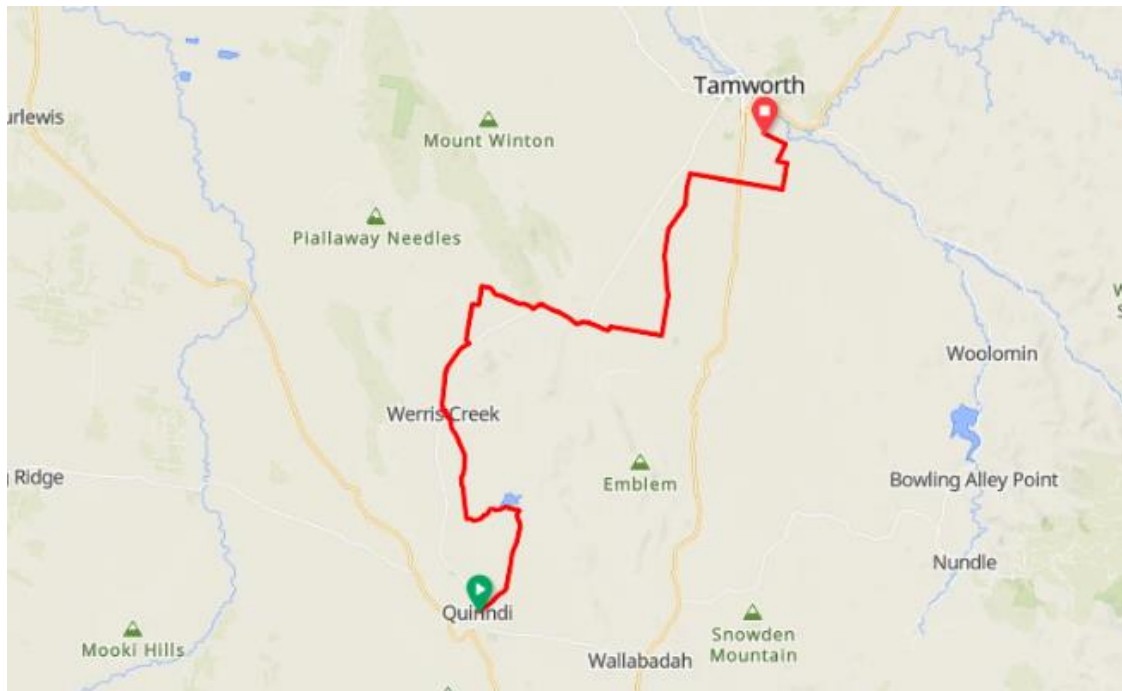 Tamworth
urlewis
Mount Winton
Piallaway Needles
Woolomin
Werris Creek
Ridge
Emblem
Bowling Alley Point
Nundle
Quirindi
Mooki Hills
Snowden
Mountain
Wallabadah